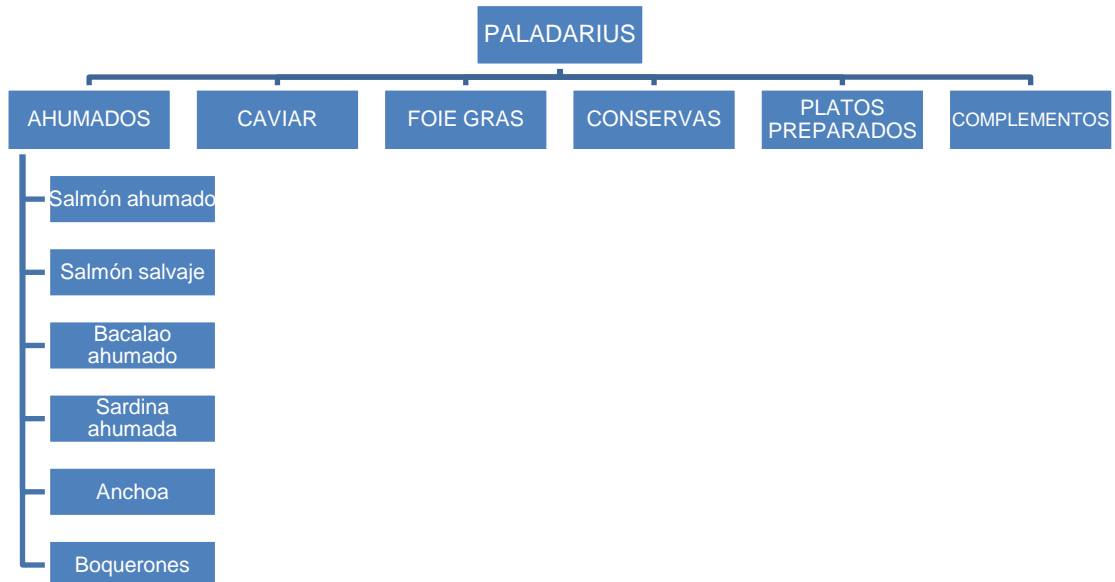 PALADARIUS
AHUMADOS
CAVIAR
FOIE GRAS
CONSERVAS
PLATOS
PREPARADOS
COMPLEMENTOS
Salmón ahumado
Salmón salvaje
Bacalao
ahumado
Sardina
ahumada
Anchoa
Boquerones